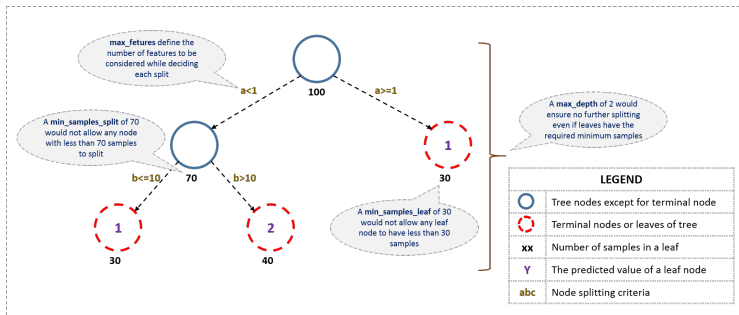 max_fetures define the
number of features to be
considered while deciding
each split
a<1
a>=1
100
A min_samples_split of 70
would not allow any node
with less than 70 samples
to split
A max_depth of 2 would
ensure no further splitting
even if leaves have the
required minimum samples
1
30
b<=10
70
b>10
A min_samples_leaf of 30
would not allow any leaf
node to have less than 30
samples
1
30
2
40
LEGEND
Tree nodes except for terminal node
Terminal nodes or leaves of tree
xx Number of samples in a leaf
Y The predicted value of a leaf node
abc Node splitting criteria